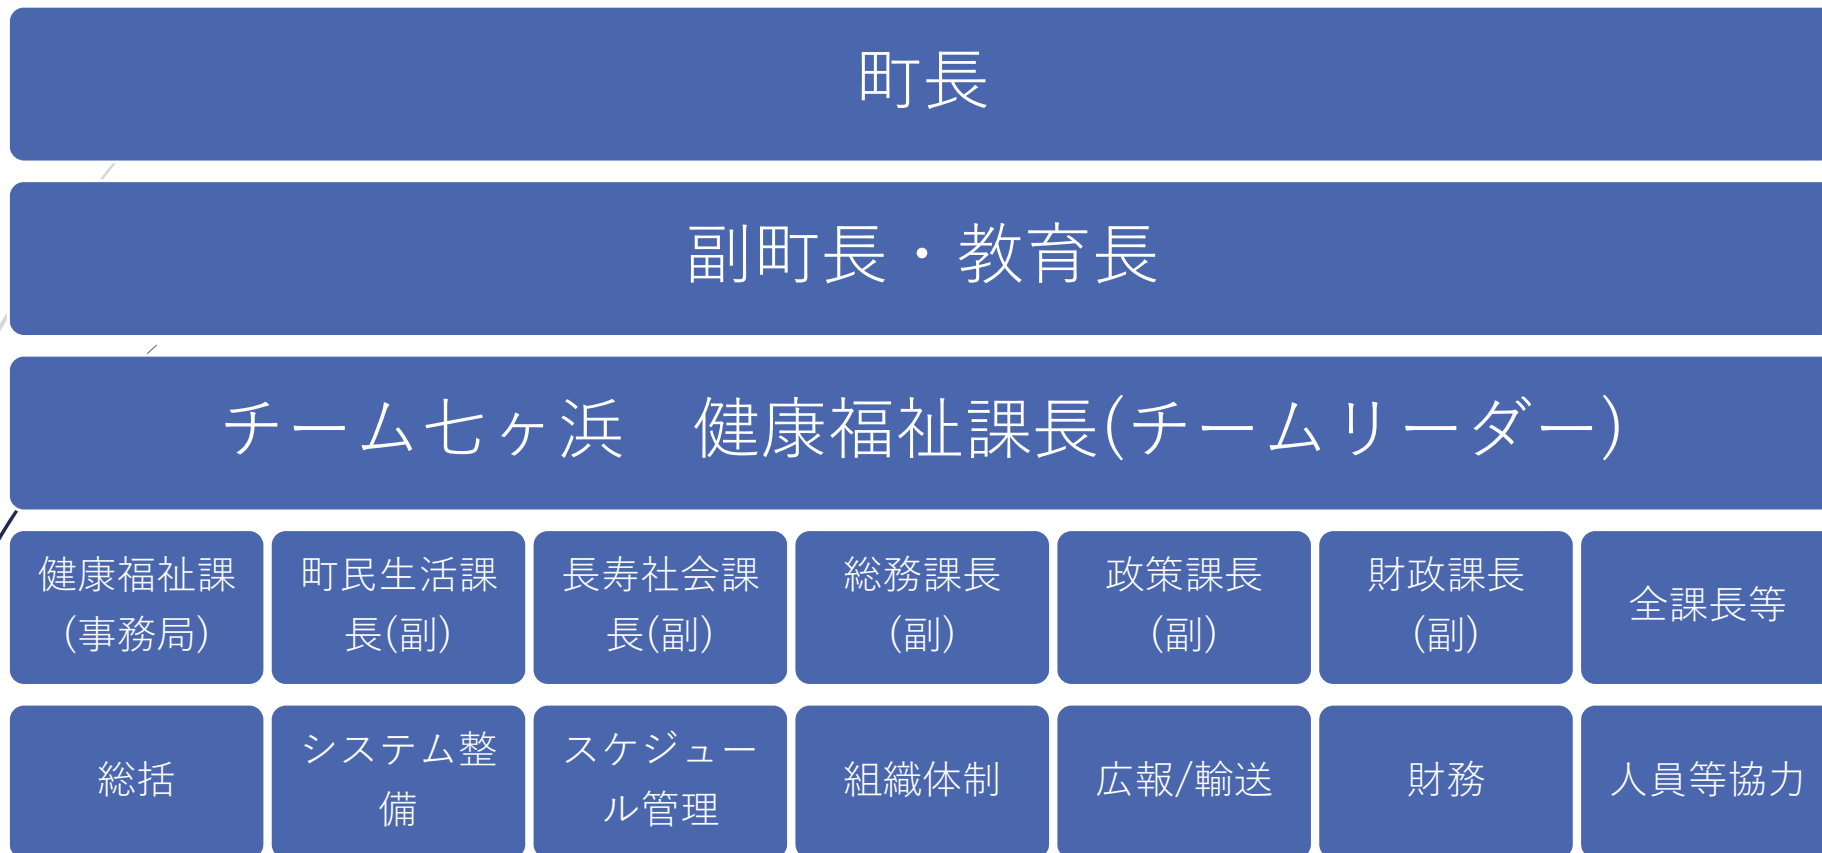 町長
副町長・教育長
チーム七ヶ浜　健康福祉課長(チームリーダー)
健康福祉課
(事務局)
町民生活課
長(副)
長寿社会課
長(副)
総務課長
(副)
政策課長
(副)
財政課長
(副)
全課長等
総括
システム整
備
スケジュー
ル管理
組織体制
広報/輸送
財務
人員等協力